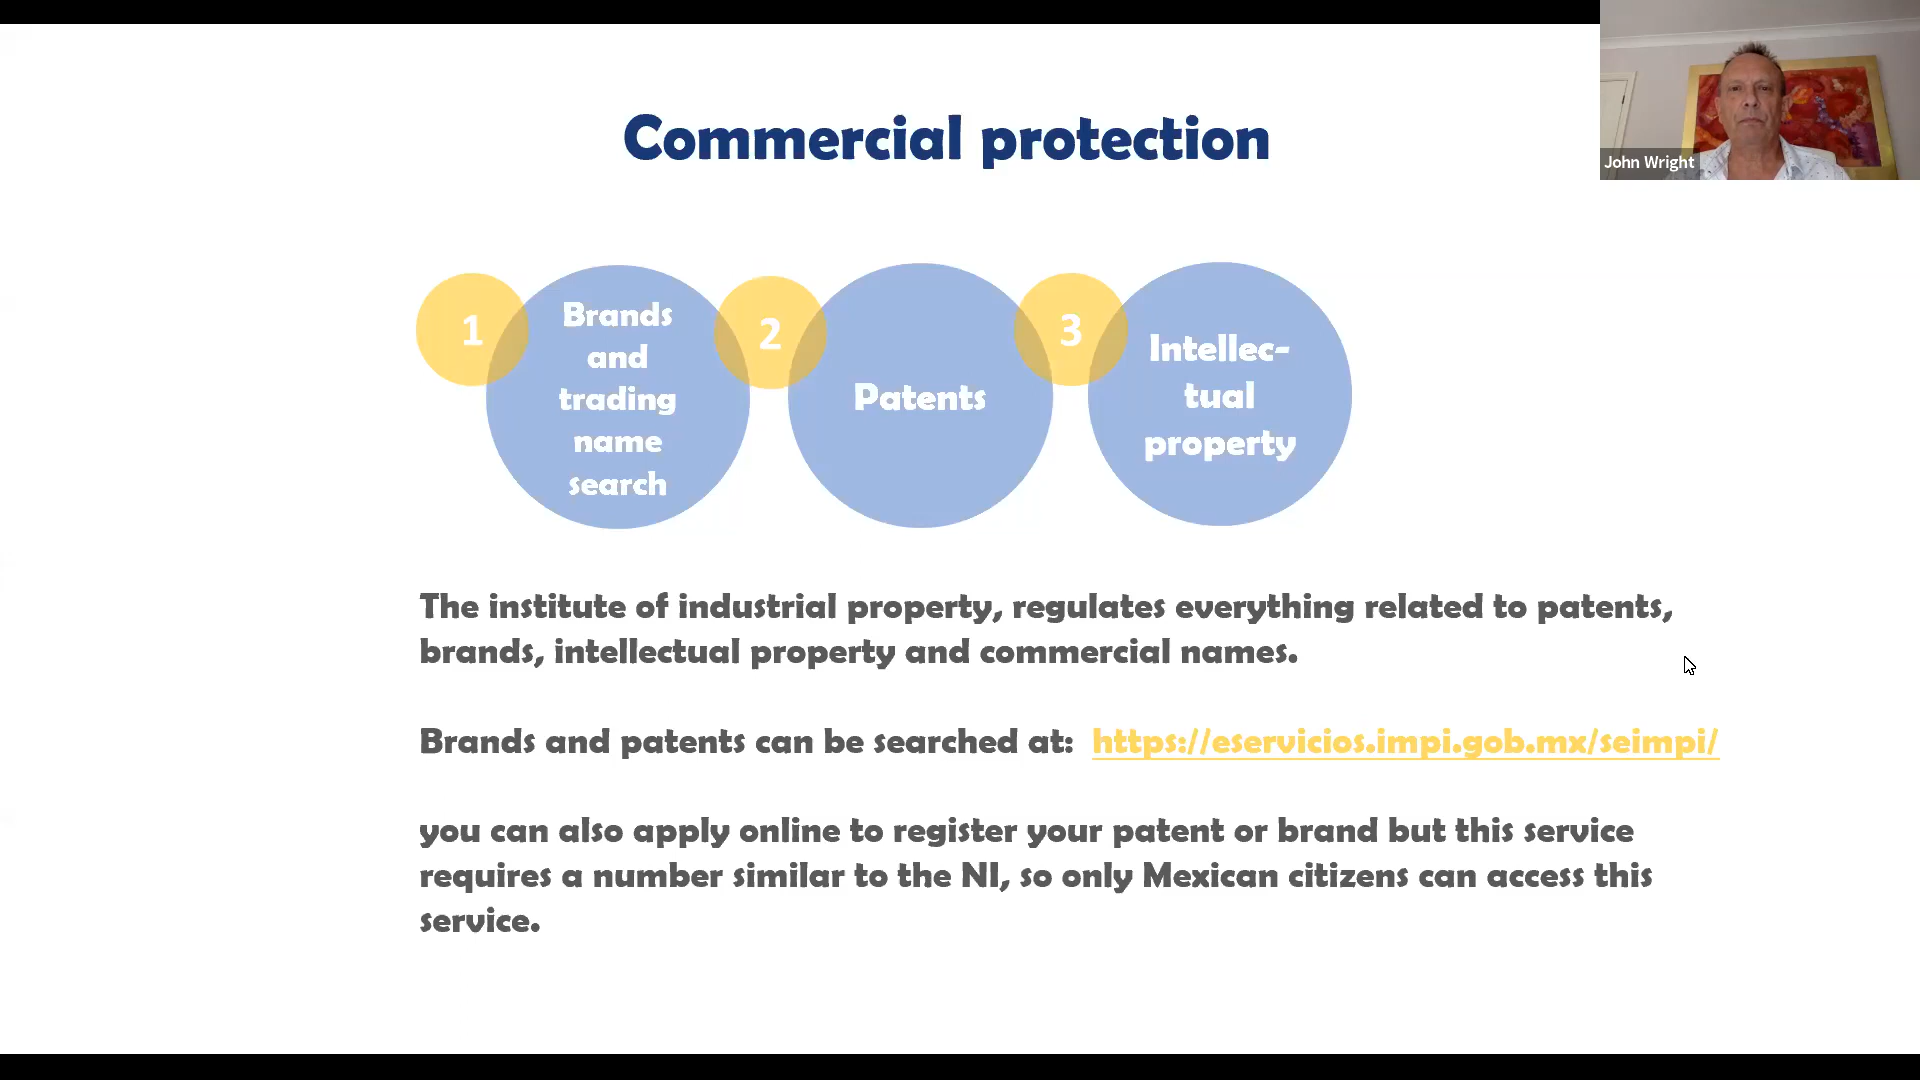 Commercial protection
John Wright
1
Brands
and
trading
name
search
2
Patents
3
Intellec-
tual
property
The institute of industrial property, regulates everything related to patents,
brands, intellectual property and commercial names.
Brands and patents can be searched at: https://eservicios.impi.gob.mx/seimpi/
you can also apply online to register your patent or brand but this service
requires a number similar to the NI, so only Mexican citizens can access this
service.